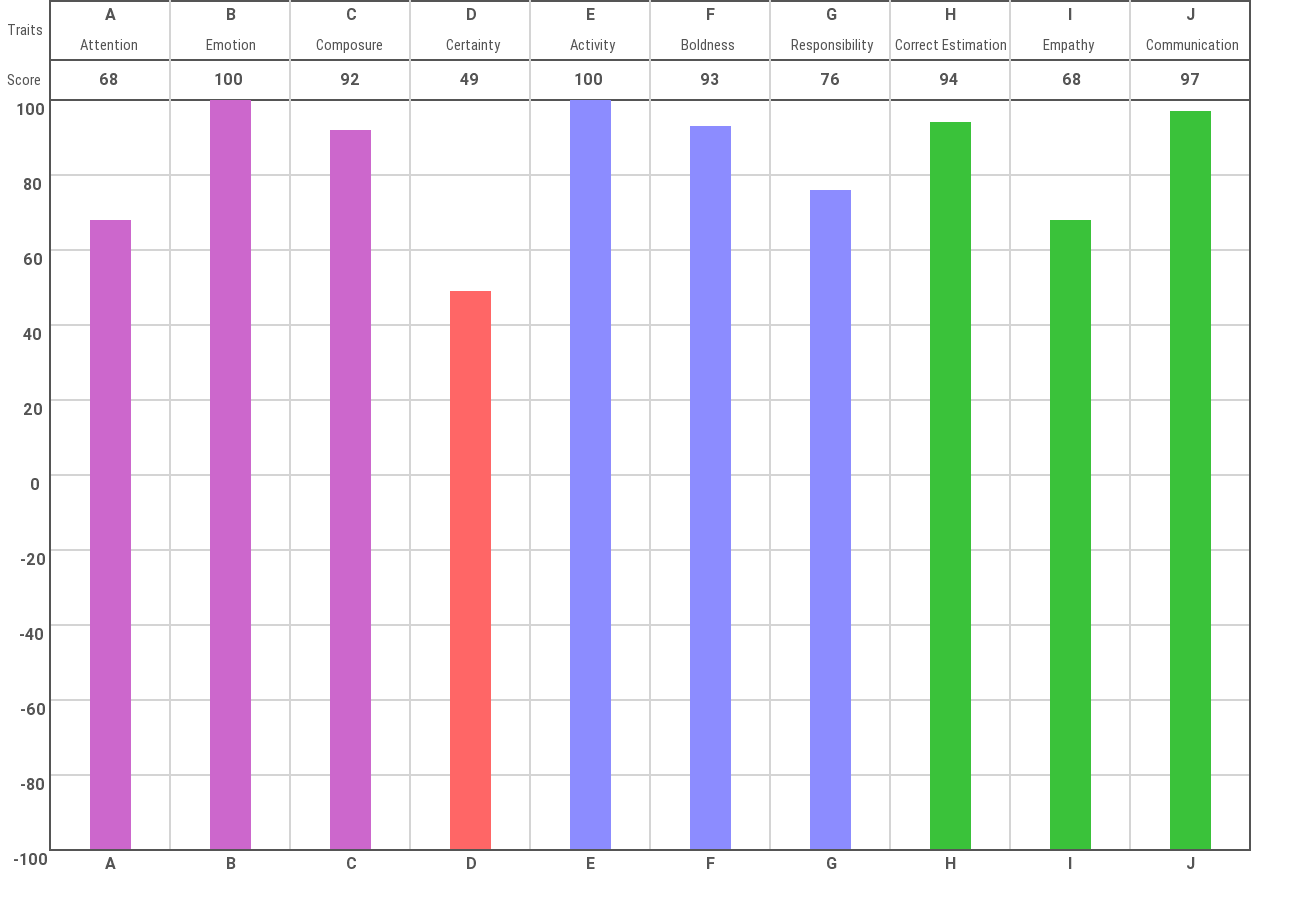 A B C D E F G H I J
Traits
Attention Emotion Composure Certainty Activity Boldness Responsibility Correct Estimation Empathy Communication
Score 68 100 92 49 100 93 76 94 68 97
100
80
60
40
20
0
-20
-40
-60
-80
-100
A B C D E F G H I J